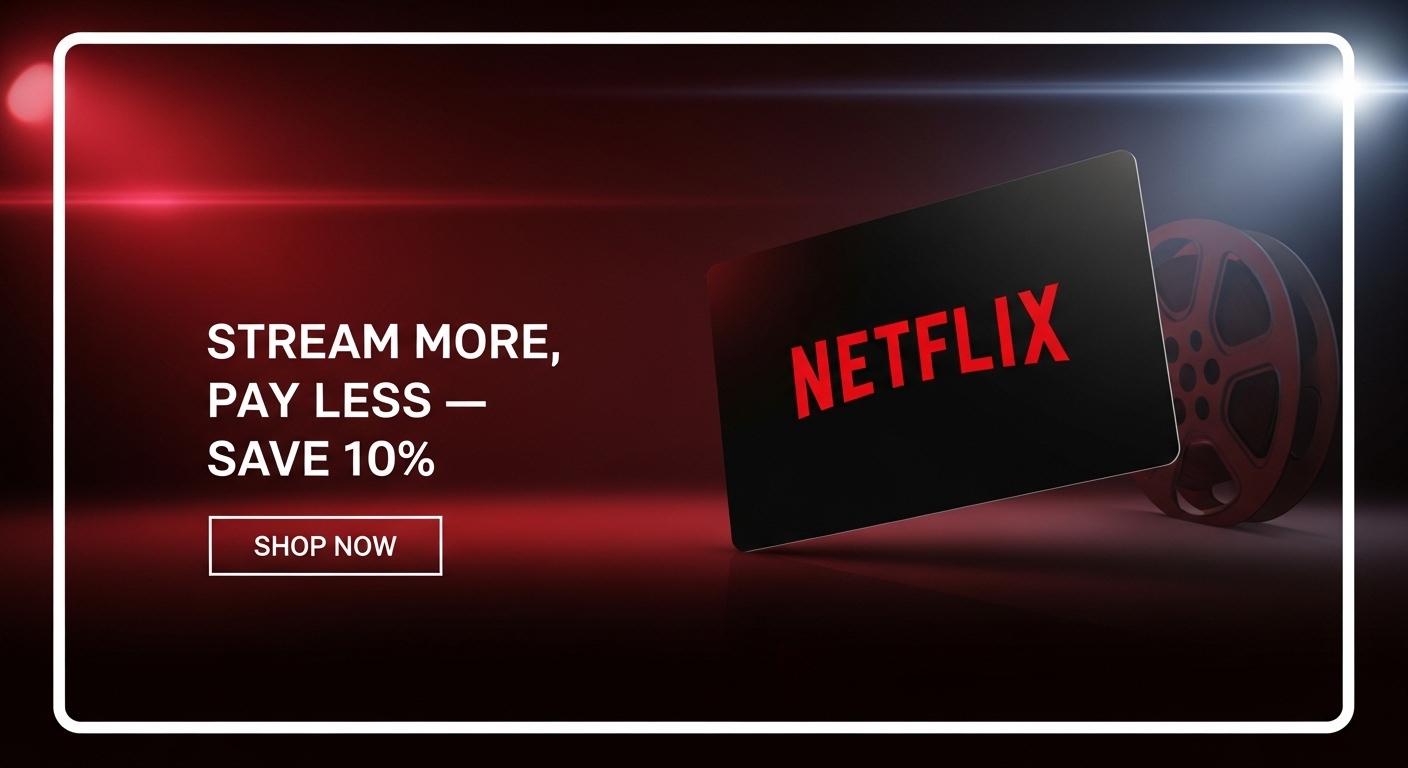 STREAM MORE,
PAY LESS —
SAVE 10%
SHOP NOW
NETFLIX